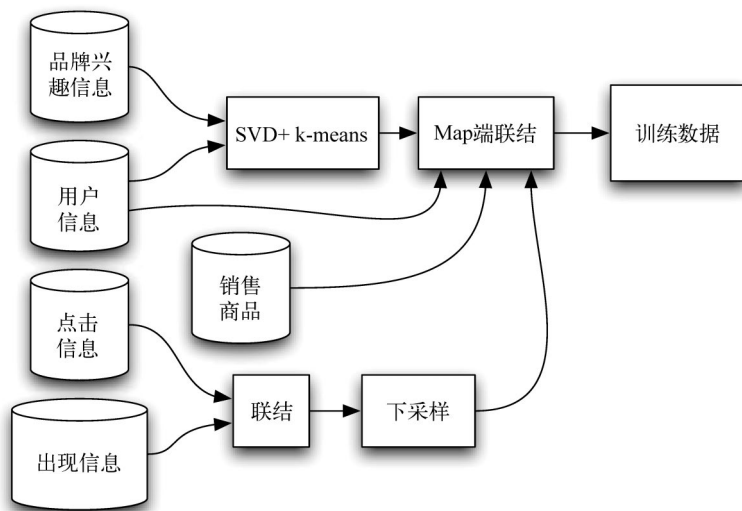 品牌兴
趣信息
SVD+ k-means
Map端联结
训练数据
用户
信息
销售
商品
点击
信息
联结
下采样
出现信息